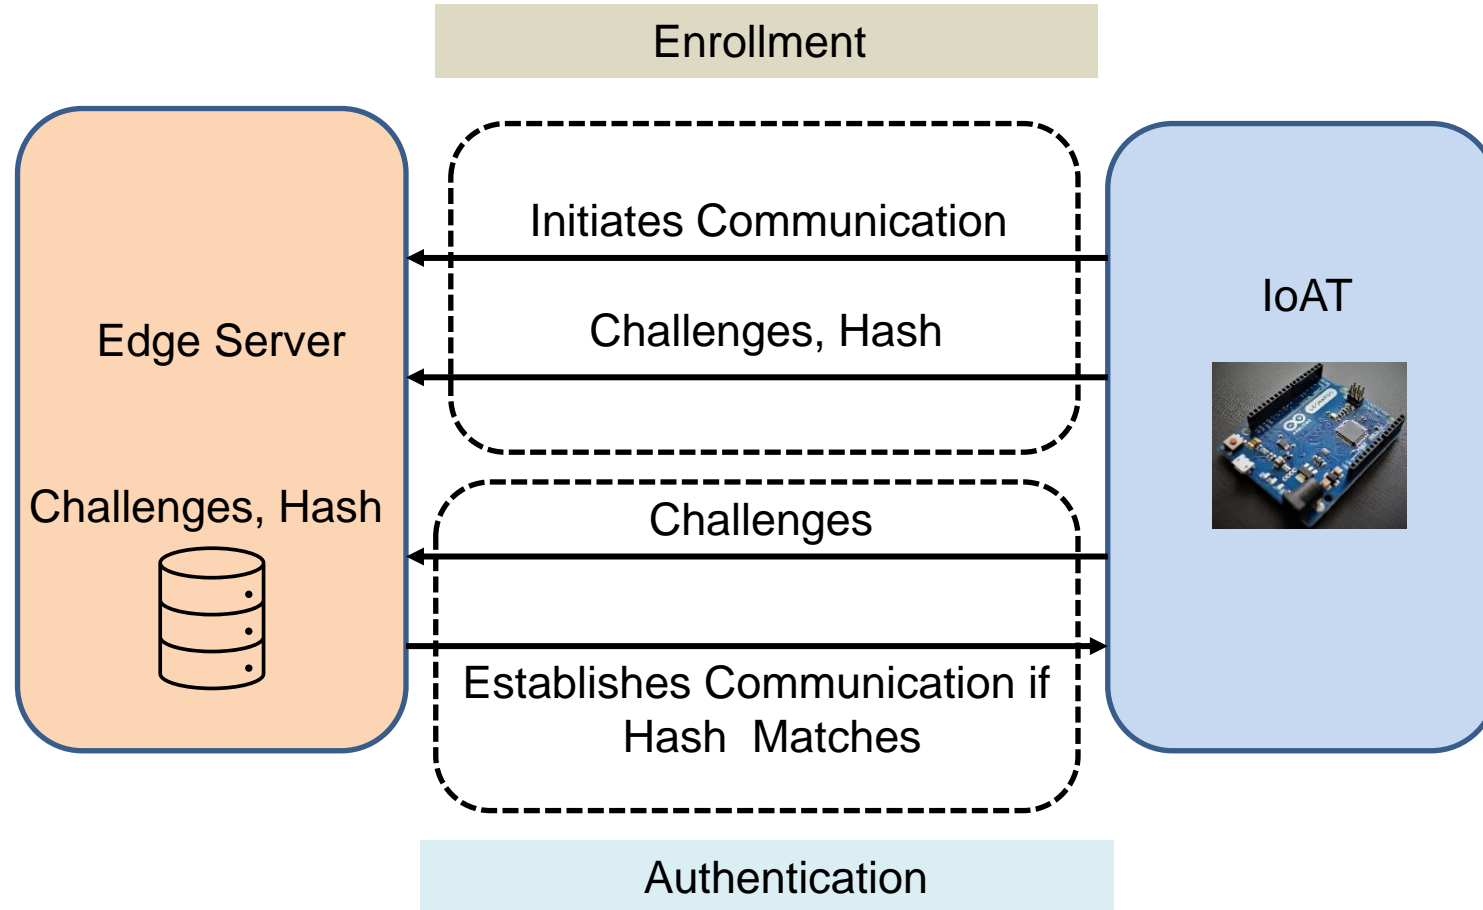 Enrollment
Initiates Communication
IoAT
Challenges, Hash
Edge Server
Challenges, Hash
Challenges
Establishes Communication if
Hash Matches
Authentication